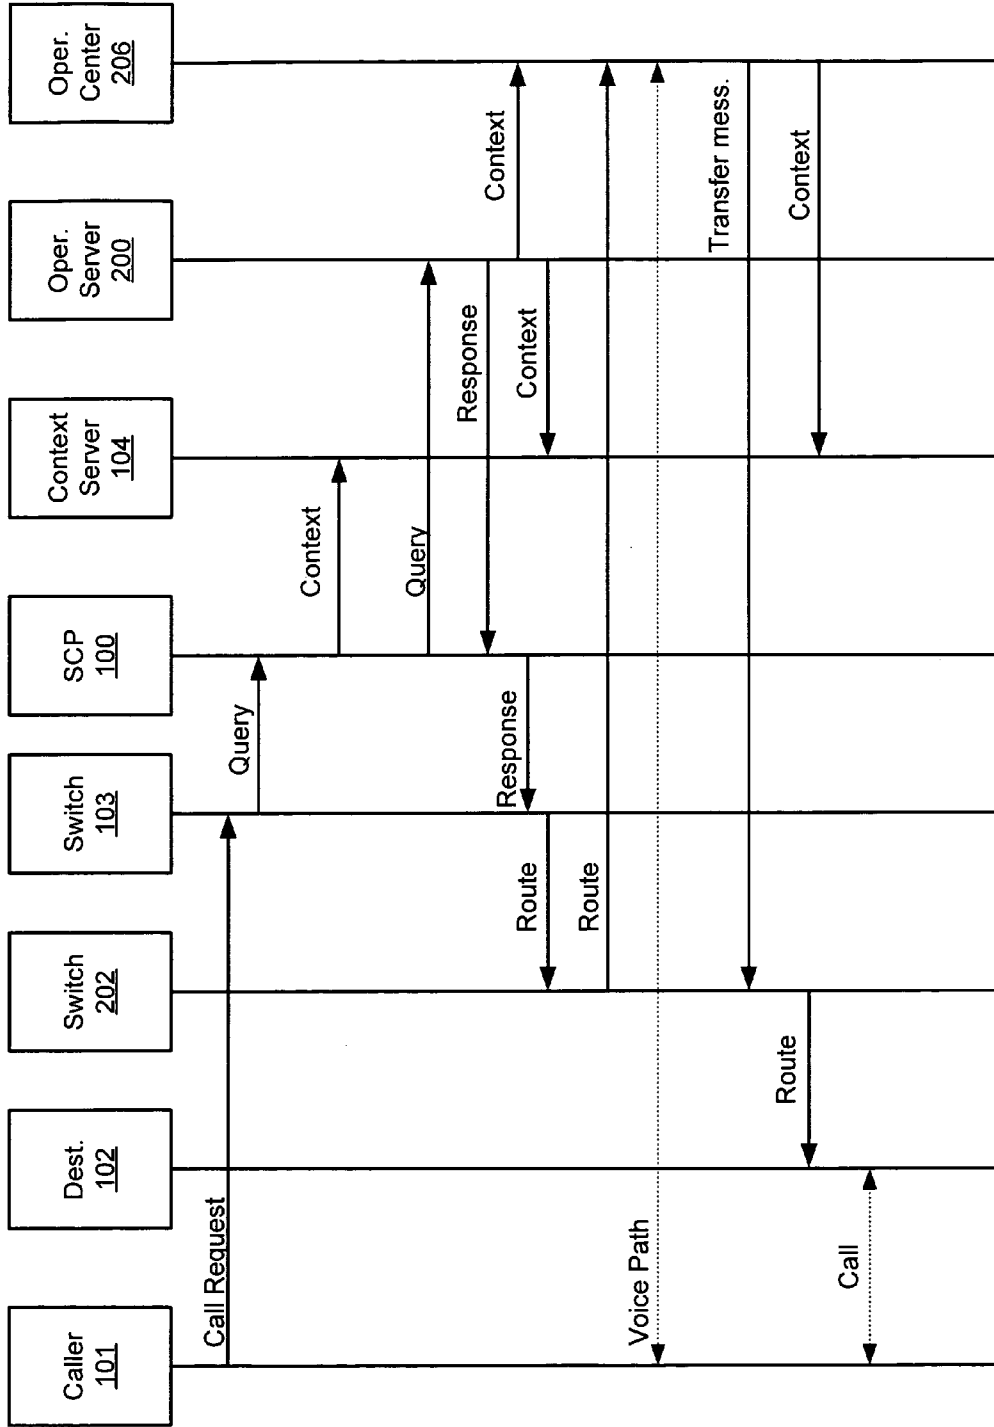 Caller
101
Dest.
102
Switch
202
Switch
103
SCP
100
Context
Server
104
Oper.
Server
200
Oper.
Center
206
Call Request
Query
Context
Query
Response
Response
Context
Route
Context
Route
Voice Path
Transfer mess.
Route
Context
Call